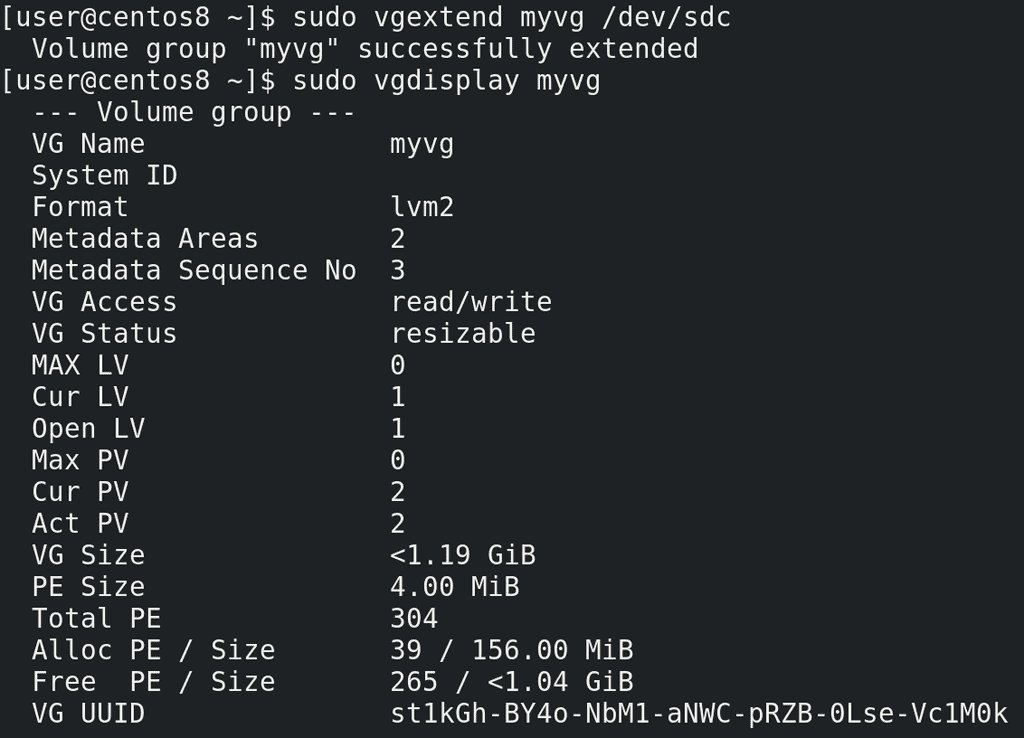 [user@centos8 ~]$ sudo vgextend myvg /dev/sdc
  Volume group "myvg" successfully extended
[user@centos8 ~]$ sudo vgdisplay myvg
  --- Volume group ---
  VG Name               myvg
  System ID
  Format                lvm2
  Metadata Areas        2
  Metadata Sequence No  3
  VG Access             read/write
  VG Status             resizable
  MAX LV                0
  Cur LV                1
  Open LV               1
  Max PV                0
  Cur PV                2
  Act PV                2
  VG Size               <1.19 GiB
  PE Size               4.00 MiB
  Total PE              304
  Alloc PE / Size       39 / 156.00 MiB
  Free  PE / Size       265 / <1.04 GiB
  VG UUID               st1kGh-BY4o-NbM1-aNWC-pRZB-0Lse-Vc1M0k